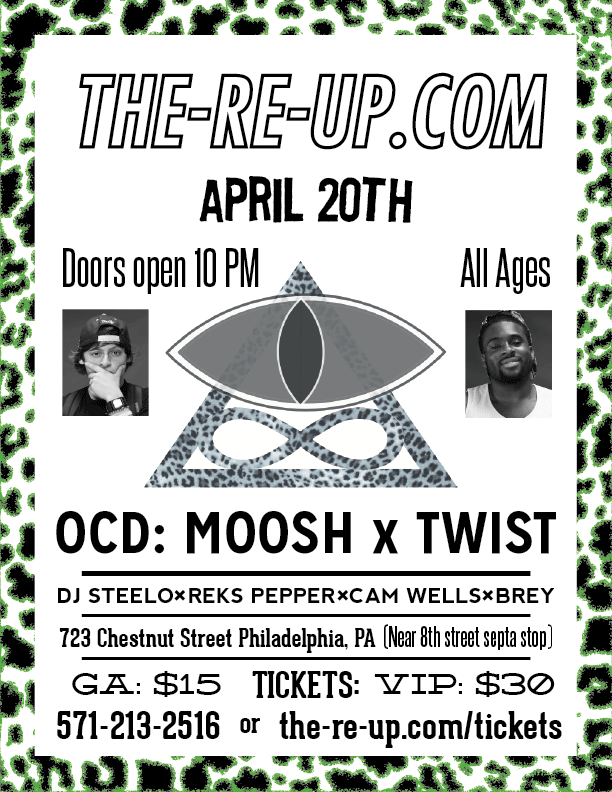 THE-RE-UP.COM
APRIL 20TH
Doors open 10 PM
All Ages
OCD: MOOSH x TWIST
DJ STEELO×REKS PEPPER×CAM WELLS×BREY
723 Chestnut Street Philadelphia, PA (Near 8th street septa stop)
GA: $15 TICKETS: VIP: $30
571-213-2516 or the-re-up.com/tickets